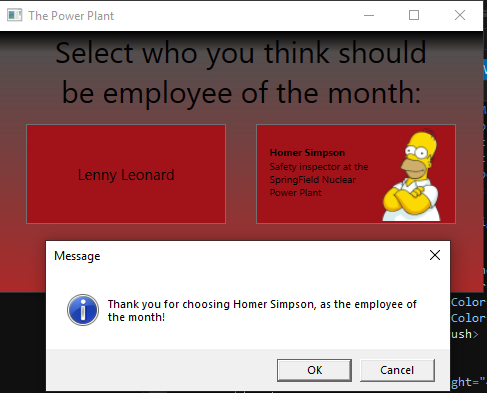 The Power Plant
Select who you think should
be employee of the month:
Lenny Leonard
Homer Simpson
Safety inspector at the
SpringField Nuclear
Power Plant
Message
Thank you for choosing Homer Simpson, as the employee of
the month!
OK
Cancel
Color
Color
ush>
ght="